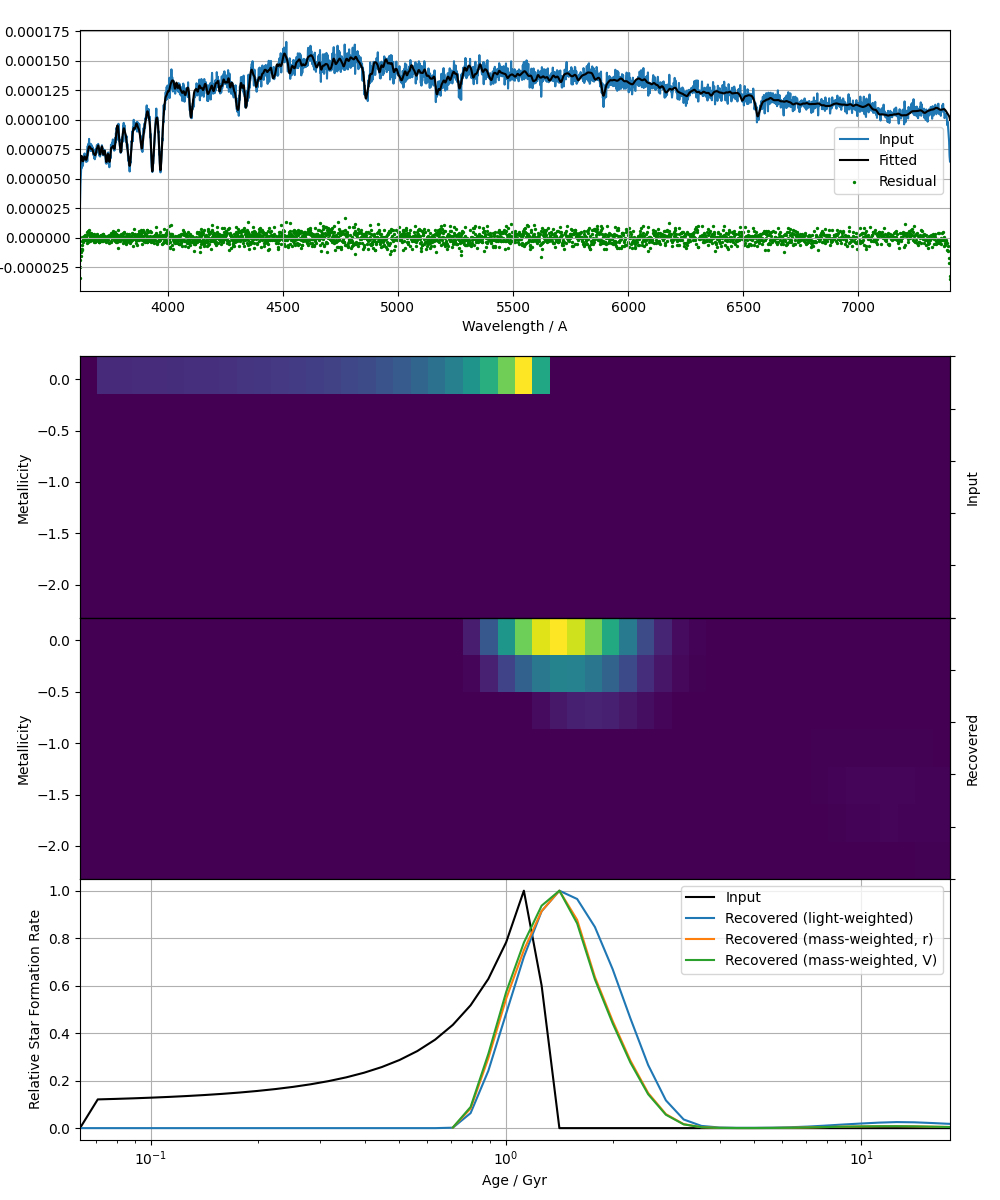 0.000175
0.000150
0.000125
0.000100
0.000075
0.000050
0.000025
0.000000
−0.000025
Input
Fitted
Residual
4000 4500 5000 5500 6000 6500 7000
Wavelength / A
0.0
−0.5
−1.0
−1.5
−2.0
Metallicity
Input
0.0
−0.5
−1.0
−1.5
−2.0
Metallicity
Recovered
1.0
0.8
0.6
0.4
0.2
0.0
Relative Star Formation Rate
Input
Recovered (light-weighted)
Recovered (mass-weighted, r)
Recovered (mass-weighted, V)
10⁻¹ 10⁰ 10¹
Age / Gyr